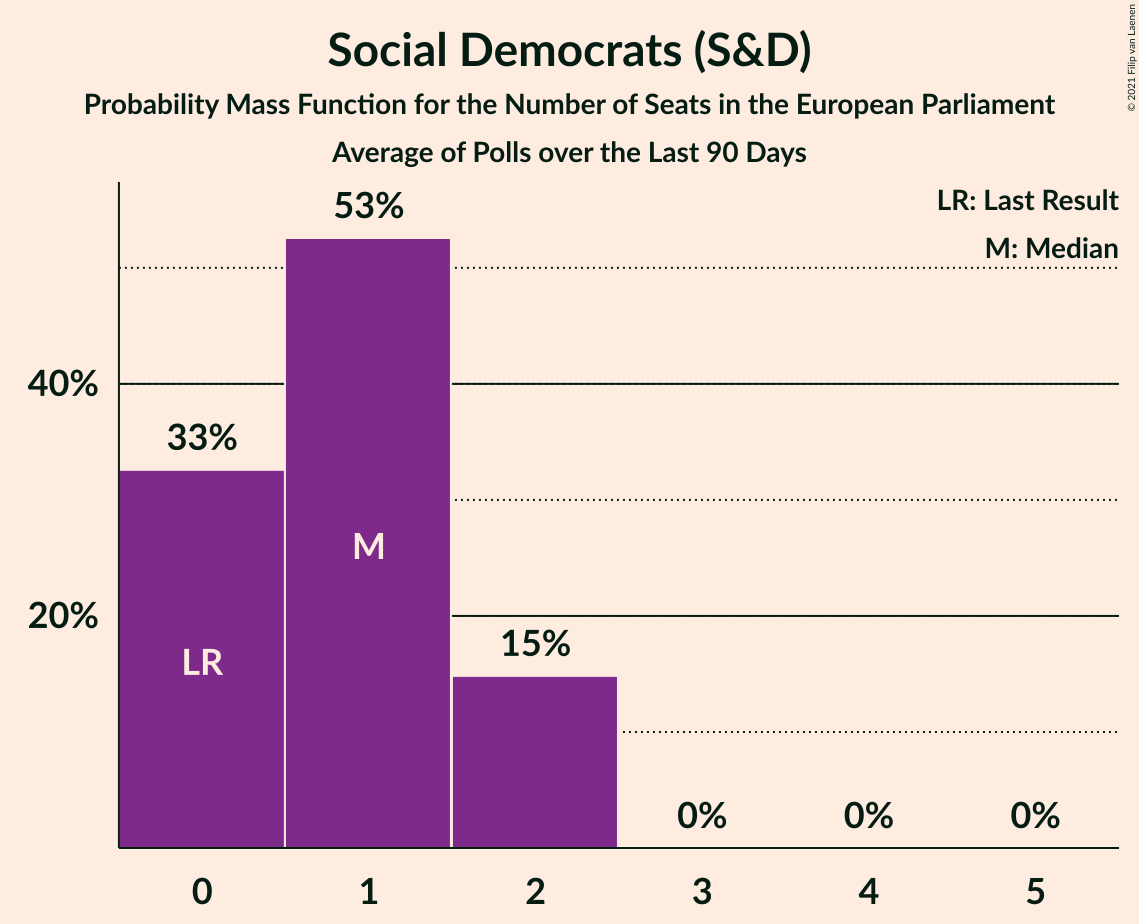 Social Democrats (S&D)
Probability Mass Function for the Number of Seats in the European Parliament
Average of Polls over the Last 90 Days
© 2021 Filip van Laenen
LR: Last Result
M: Median
53%
40%
33%
M
20%
15%
LR
0%
0%
0%
0
1
2
3
4
5